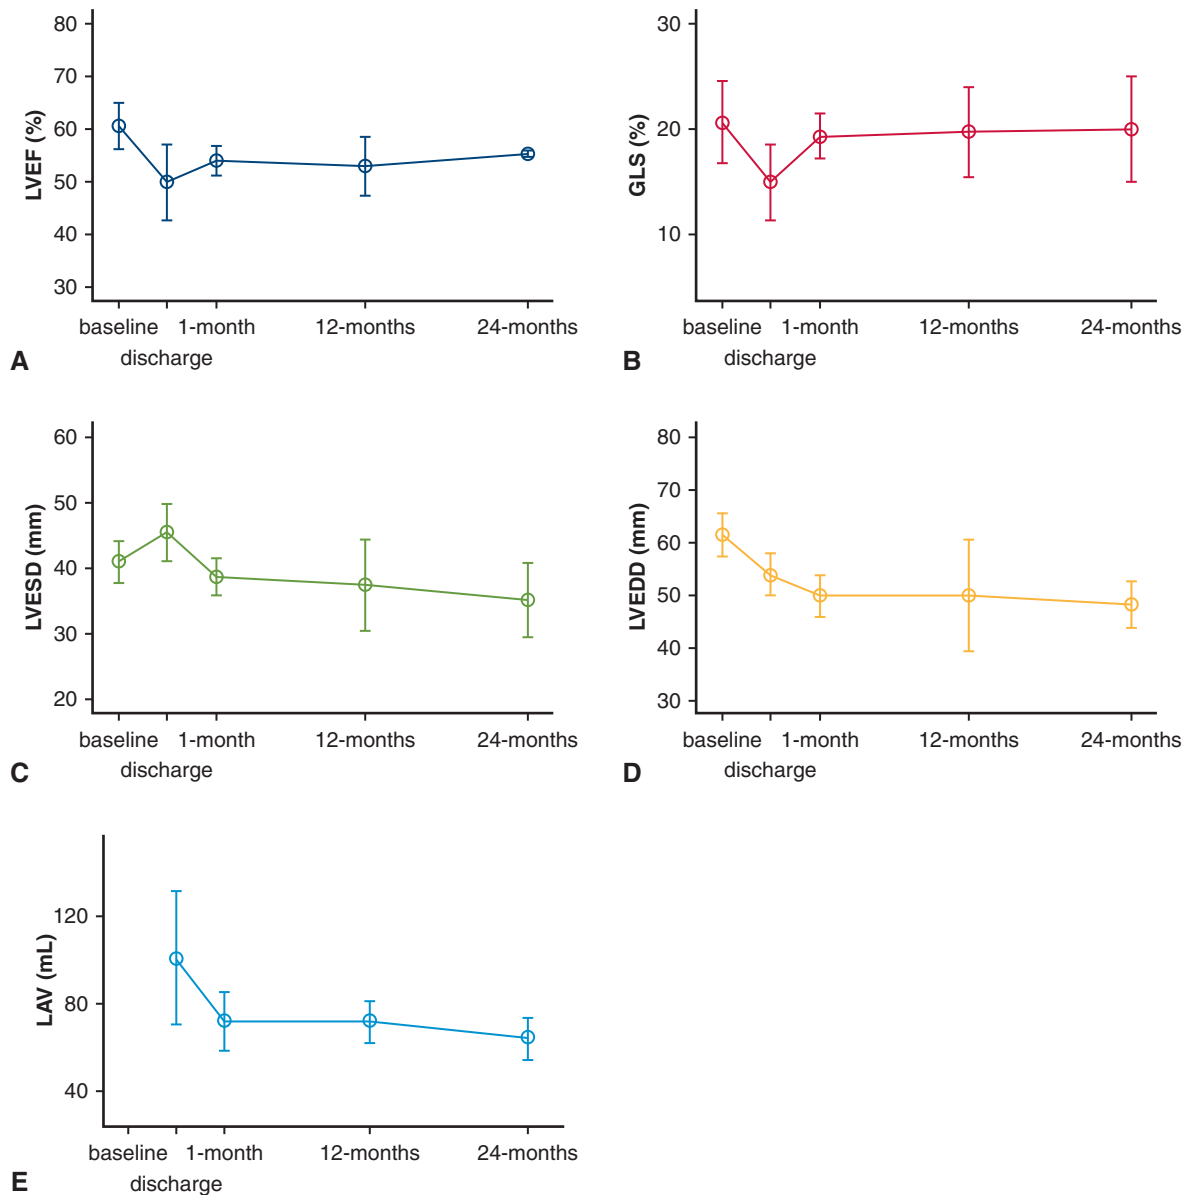 80
70
60
50
40
30
LVEF (%)
baseline 1-month 12-months 24-months
discharge
A
30
20
10
GLS (%)
baseline 1-month 12-months 24-months
discharge
B
60
50
40
30
20
LVESD (mm)
baseline 1-month 12-months 24-months
discharge
C
80
70
60
50
40
30
LVEDD (mm)
baseline 1-month 12-months 24-months
discharge
D
120
80
40
LAV (mL)
baseline 1-month 12-months 24-months
discharge
E